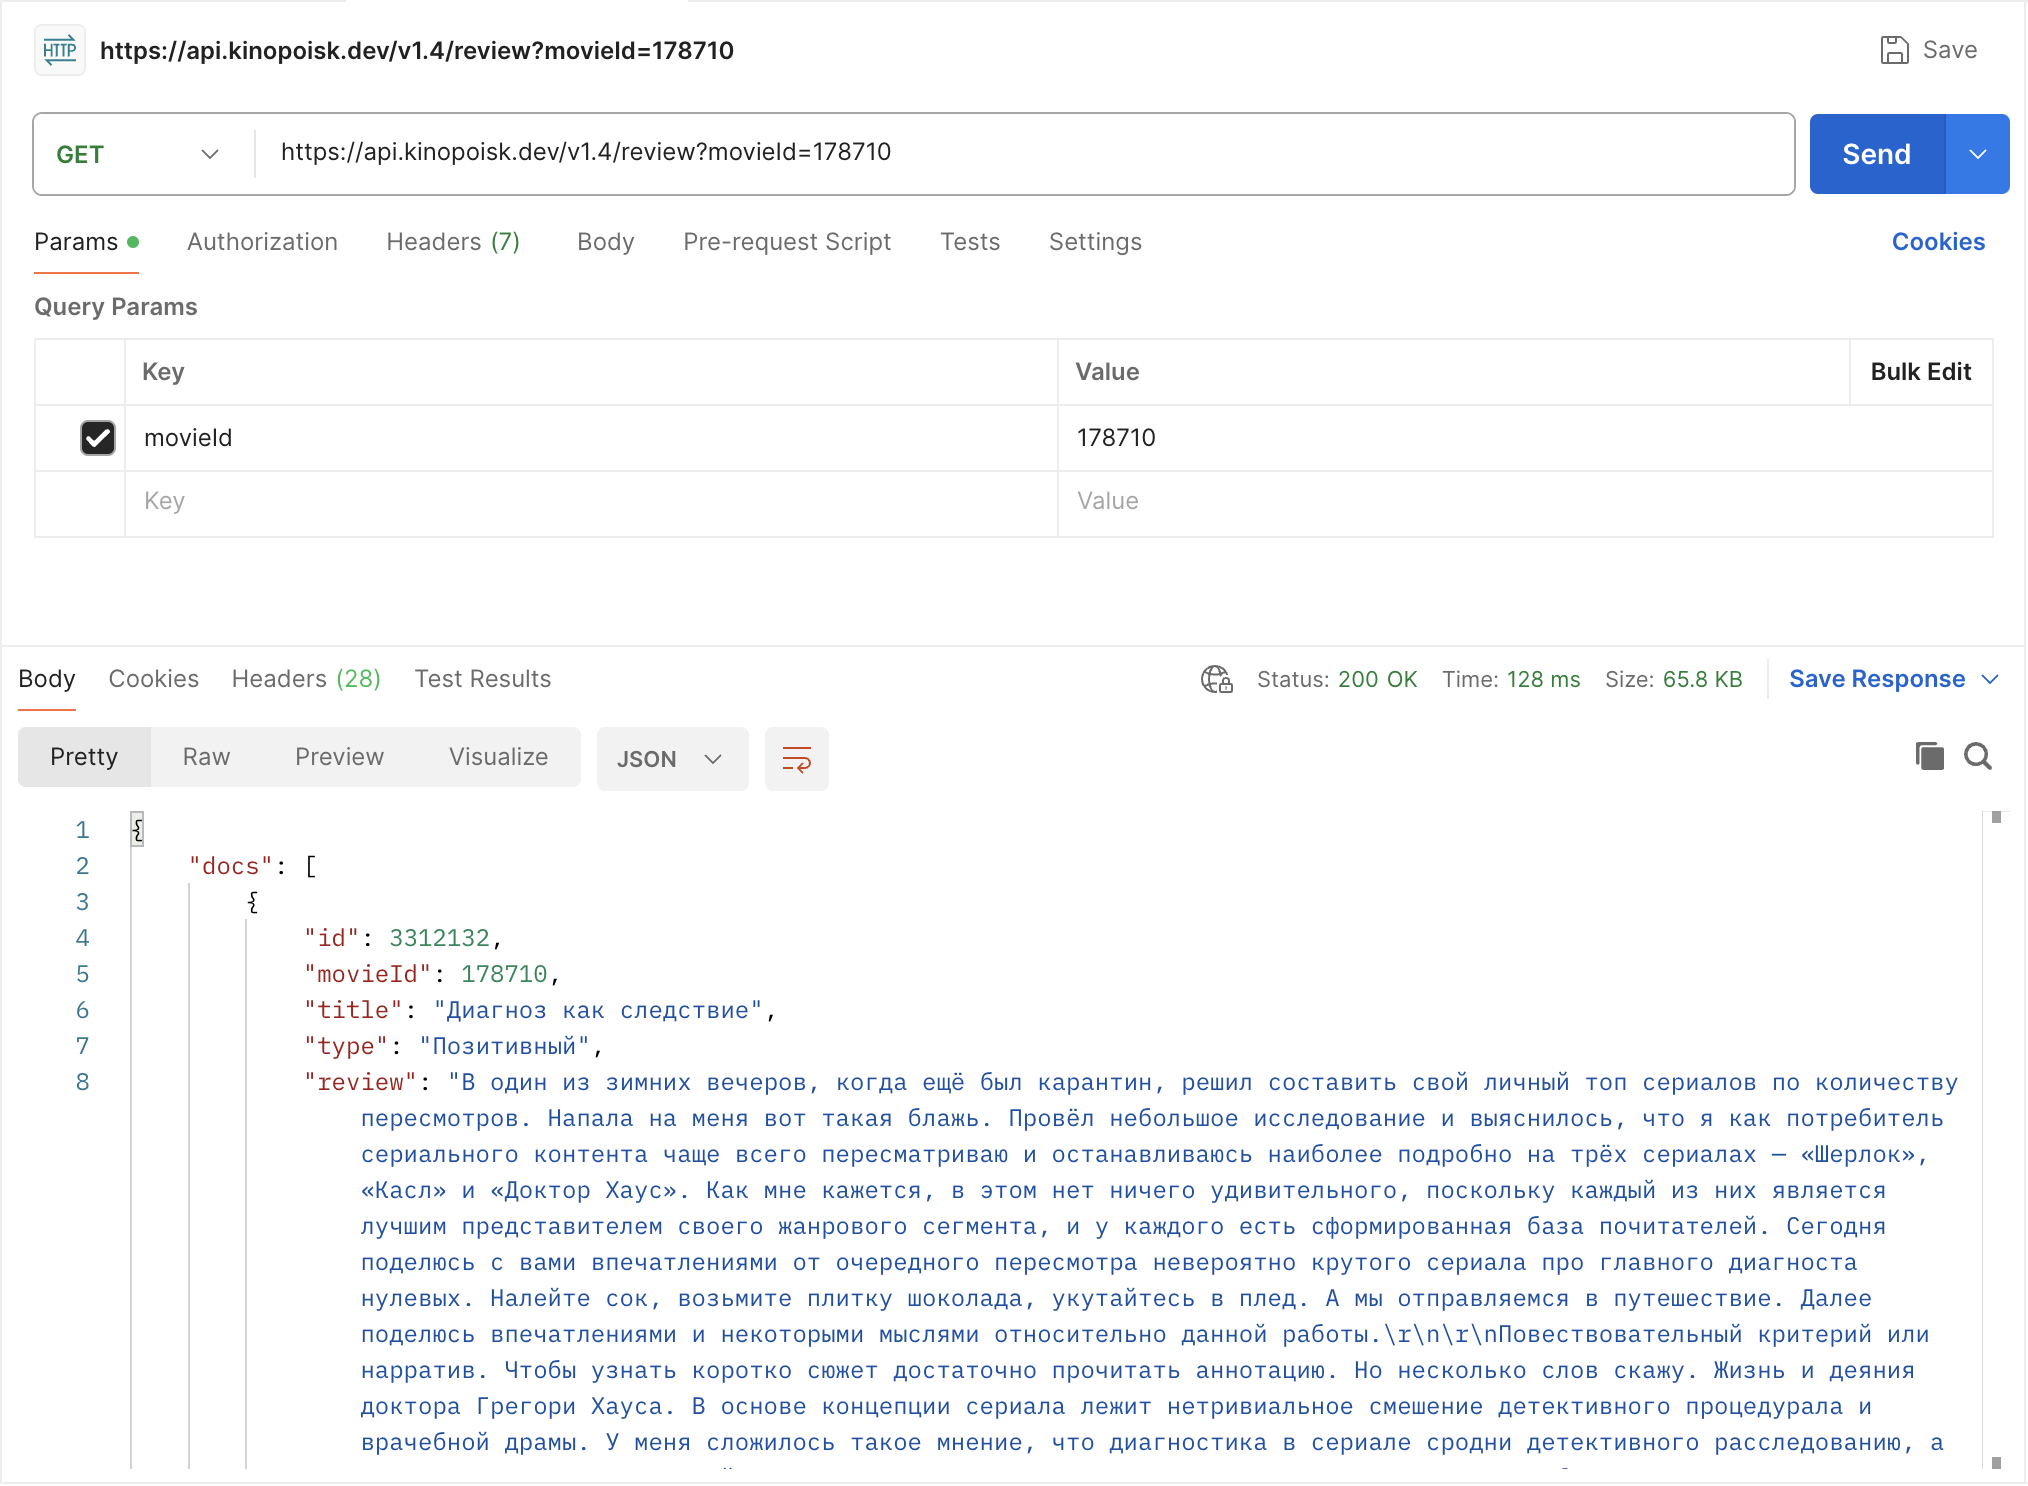 HTTP https://api.kinopoisk.dev/v1.4/review?movieId=178710 Save
GET https://api.kinopoisk.dev/v1.4/review?movieId=178710 Send
Params Authorization Headers (7) Body Pre-request Script Tests Settings Cookies
Query Params
Key Value Bulk Edit
movieId 178710
Key Value
Body Cookies Headers (28) Test Results Status: 200 OK Time: 128 ms Size: 65.8 KB Save Response
Pretty Raw Preview Visualize JSON
1 {
2 "docs": [
3 {
4 "id": 3312132,
5 "movieId": 178710,
6 "title": "Диагноз как следствие",
7 "type": "Позитивный",
8 "review": "В один из зимних вечеров, когда ещё был карантин, решил составить свой личный топ сериалов по количеству
пересмотров. Напала на меня вот такая блажь. Провёл небольшое исследование и выяснилось, что я как потребитель
сериального контента чаще всего пересматриваю и останавливаюсь наиболее подробно на трёх сериалах — «Шерлок»,
«Касл» и «Доктор Хаус». Как мне кажется, в этом нет ничего удивительного, поскольку каждый из них является
лучшим представителем своего жанрового сегмента, и у каждого есть сформированная база почитателей. Сегодня
поделюсь с вами впечатлениями от очередного пересмотра невероятно крутого сериала про главного диагноста
нулевых. Налейте сок, возьмите плитку шоколада, укутайтесь в плед. А мы отправляемся в путешествие. Далее
поделюсь впечатлениями и некоторыми мыслями относительно данной работы.\r\n\r\nПовествовательный критерий или
нарратив. Чтобы узнать коротко сюжет достаточно прочитать аннотацию. Но несколько слов скажу. Жизнь и деяния
доктора Грегори Хауса. В основе концепции сериала лежит нетривиальное смешение детективного процедурала и
врачебной драмы. У меня сложилось такое мнение, что диагностика в сериале сродни детективного расследованию, а